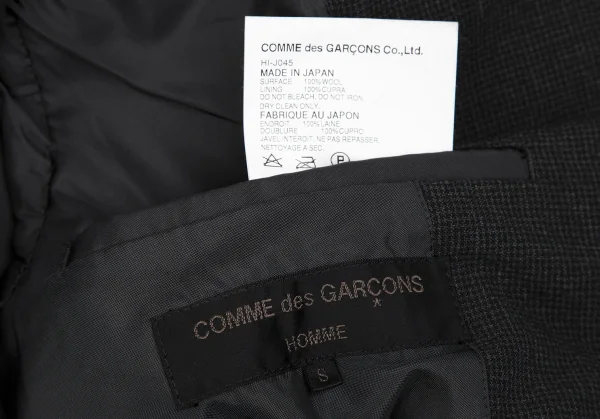 COMME des GARÇONS Co.,Ltd.
HI-J045
MADE IN JAPAN
SURFACE 100%WOOL
LINING 100%CUPRA
DO NOT BLEACH. DO NOT IRON.
DRY CLEAN ONLY.
FABRIQUE AU JAPON
ENDROIT 100%LAINE
DOUBLURE 100%CUPRO
JAVEL INTERDIT. NE PAS REPASSER.
NETTOYAGE A SEC.
P
COMME des GARÇONS
*
HOMME
S